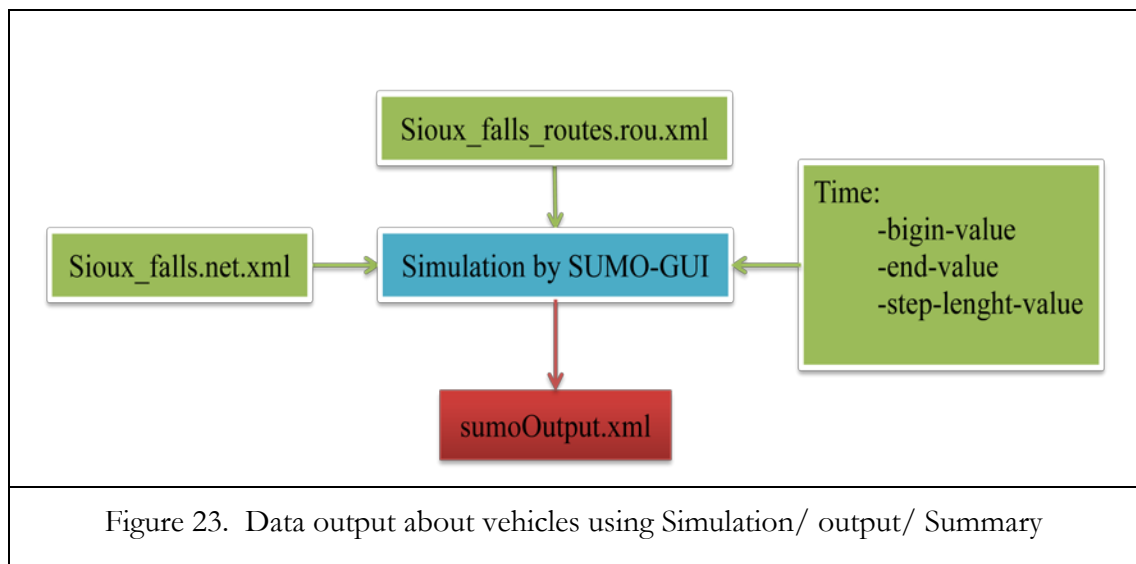 Sioux_falls_routes.rou.xml
Sioux_falls.net.xml
Simulation by SUMO-GUI
Time:
-bigin-value
-end-value
-step-lenght-value
sumoOutput.xml
Figure 23. Data output about vehicles using Simulation/ output/ Summary